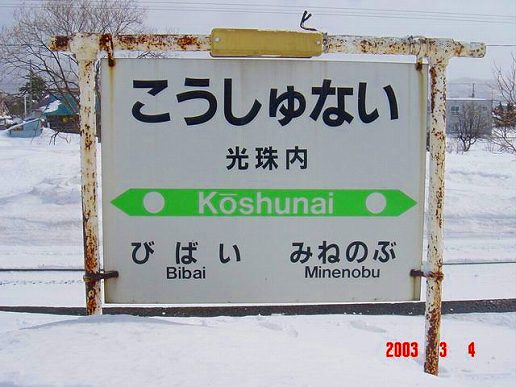 こうしゅない
光珠内
Kōshunai
びばい みねのぶ
Bibai Minenobu
2003 3 4